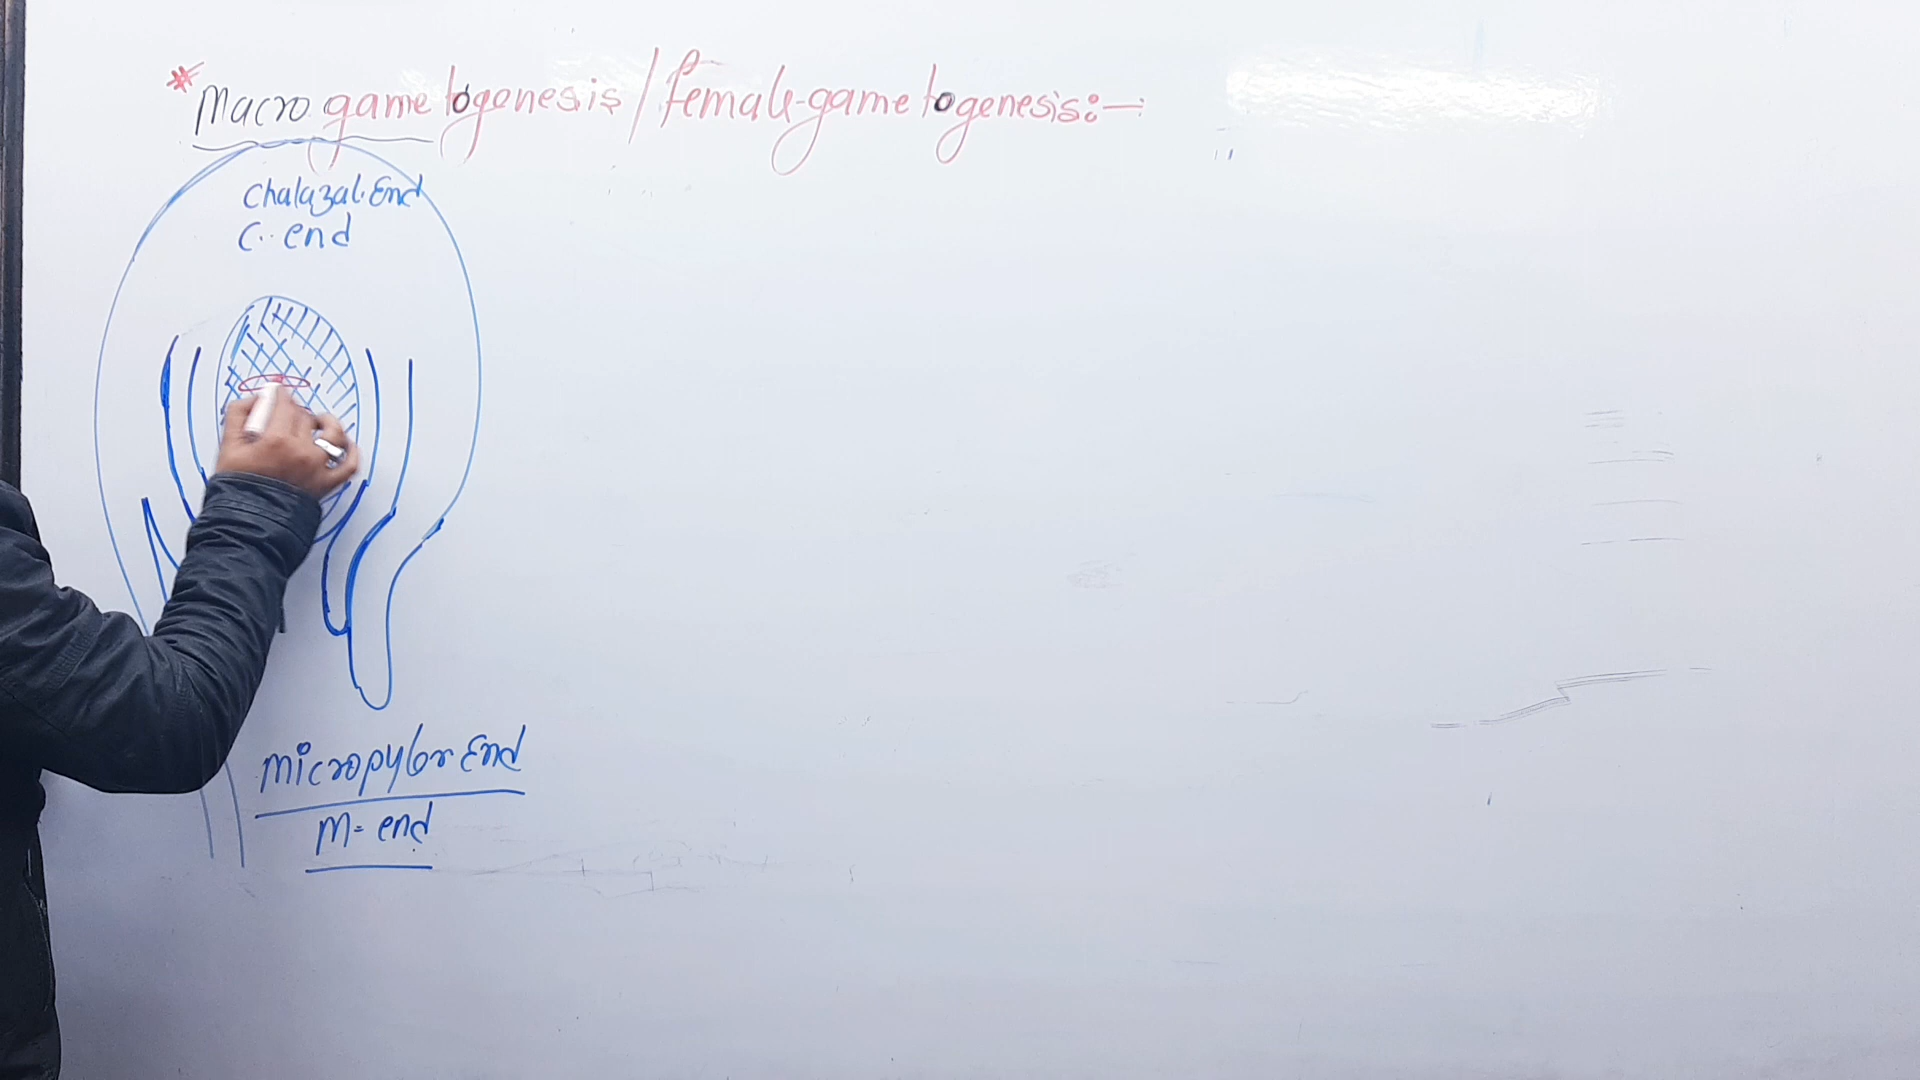 * Macro gametogenesis / female-gametogenesis:-
Chalazal. End
C.. end
micropylar End
m= end